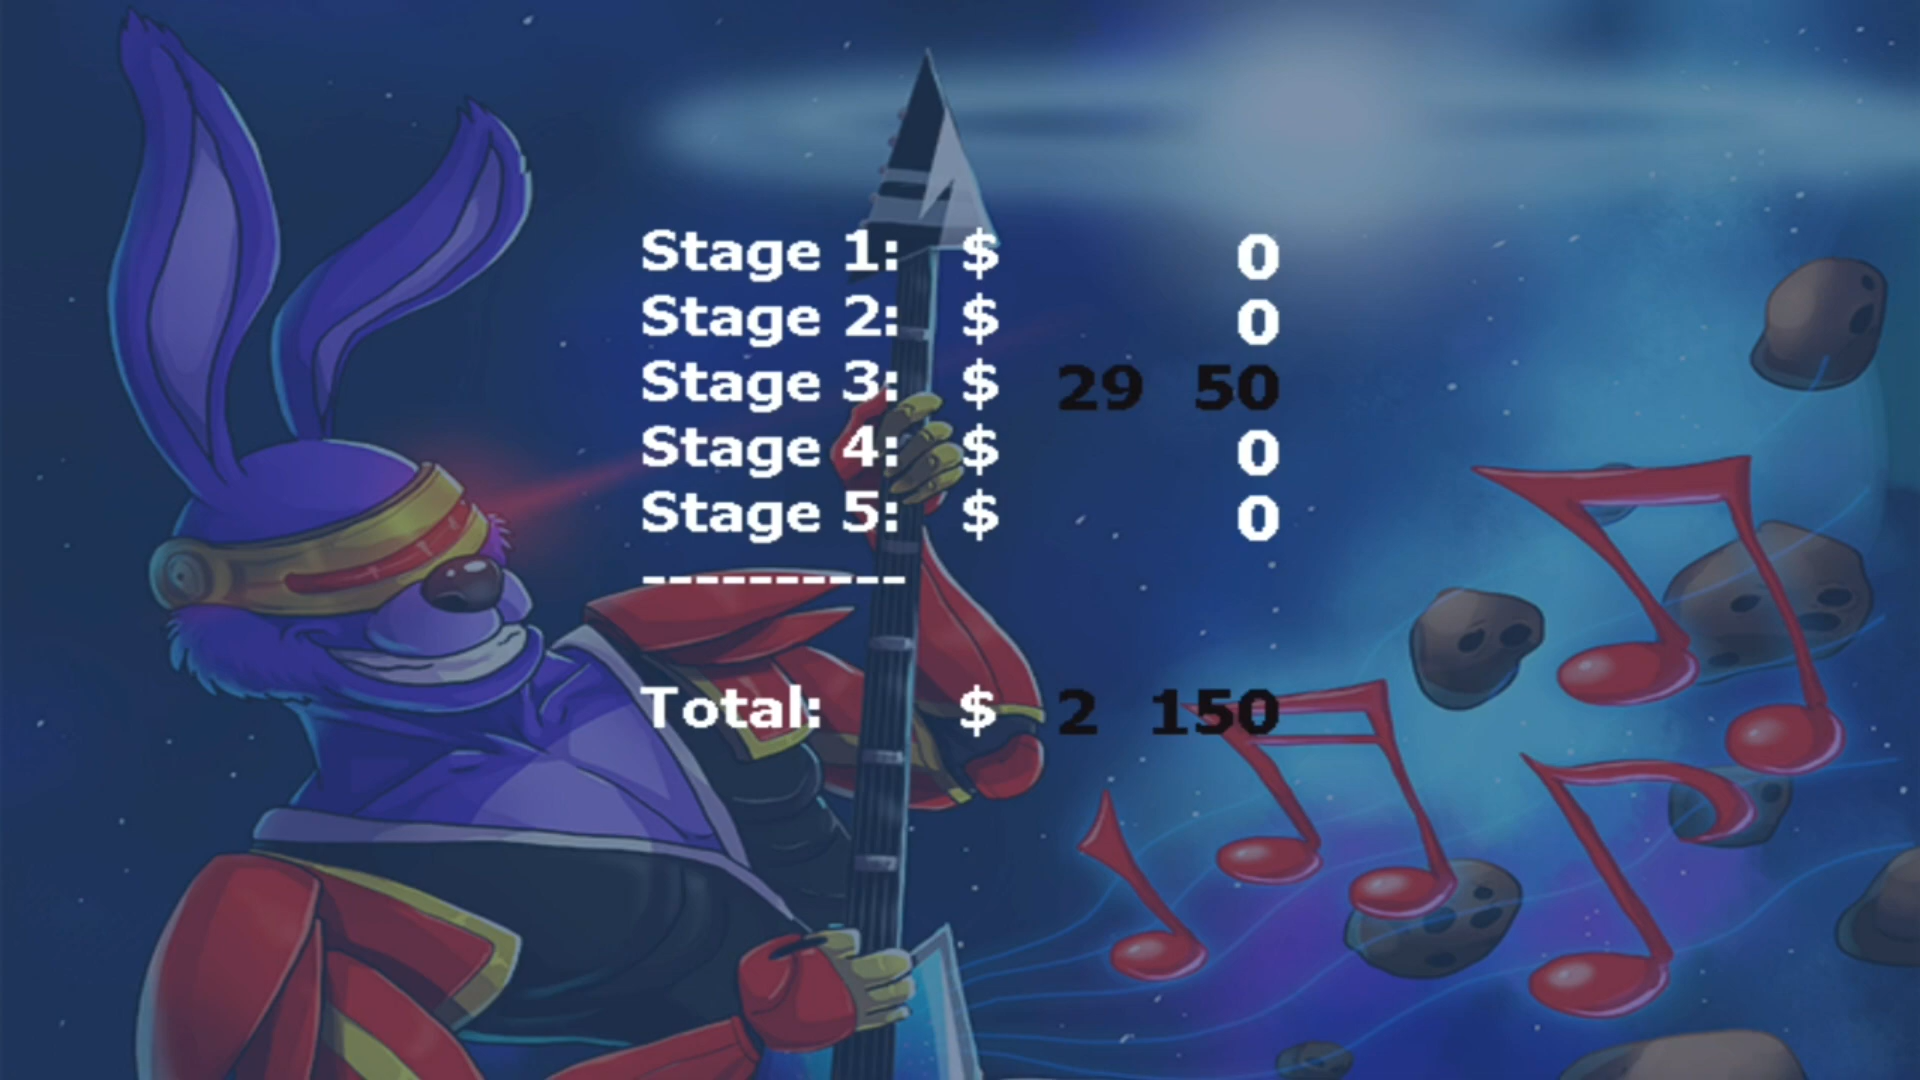 Stage 1: $ 0
Stage 2: $ 0
Stage 3: $ 29 50
Stage 4: $ 0
Stage 5: $ 0
----------
Total: $ 2 150